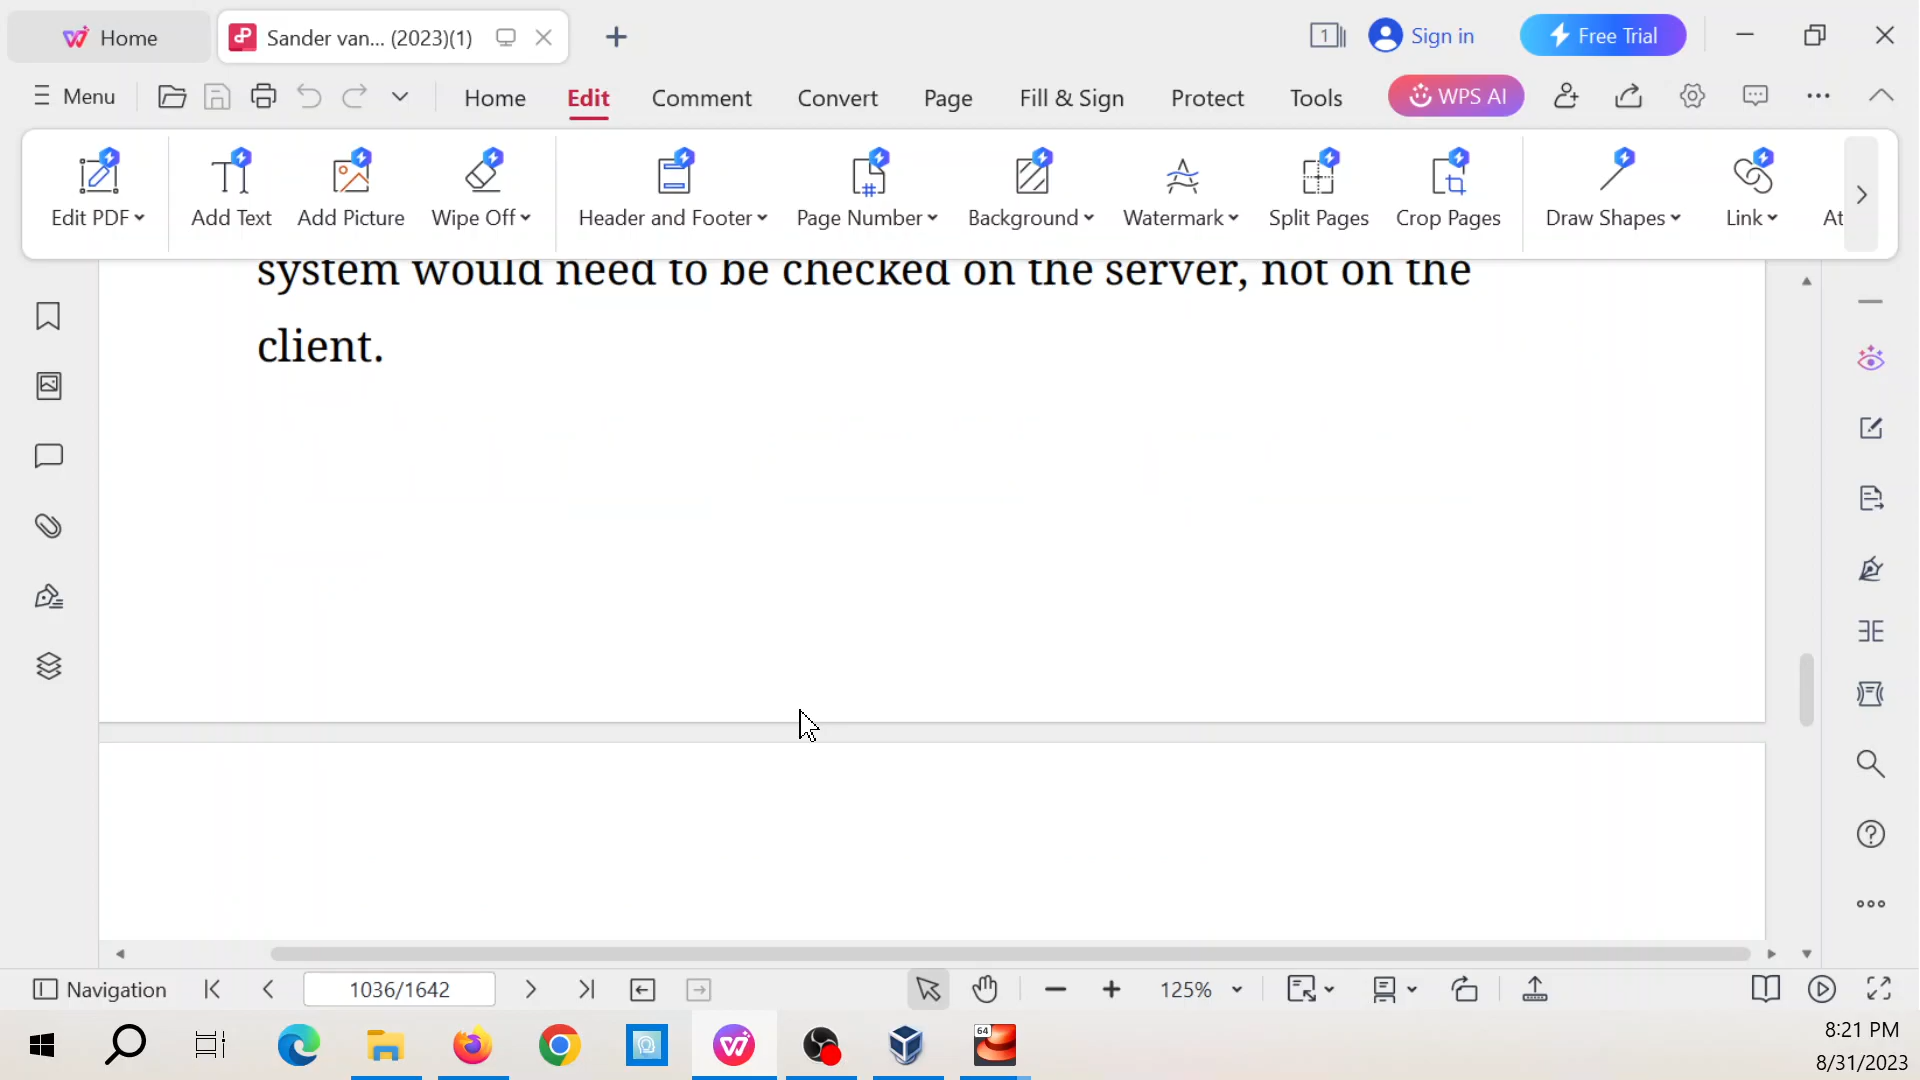 Home
Sander van... (2023)(1)
1
Sign in
Free Trial
Menu
Home
Edit
Comment
Convert
Page
Fill & Sign
Protect
Tools
WPS AI
Edit PDF
Add Text
Add Picture
Wipe Off
Header and Footer
Page Number
Background
Watermark
Split Pages
Crop Pages
Draw Shapes
Link
At
system would need to be checked on the server, not on the
client.
Navigation
1036/1642
125%
64
8:21 PM
8/31/2023